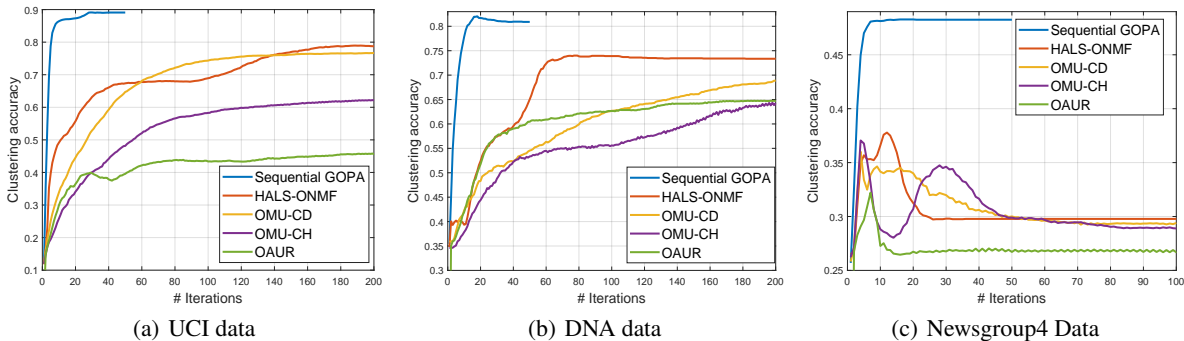 Clustering accuracy
0.9
0.8
0.7
0.6
0.5
0.4
0.3
0.2
0.1
0 20 40 60 80 100 120 140 160 180 200
# Iterations
Sequential GOPA
HALS-ONMF
OMU-CD
OMU-CH
OAUR
(a) UCI data
Clustering accuracy
0.8
0.75
0.7
0.65
0.6
0.55
0.5
0.45
0.4
0.35
0.3
0 20 40 60 80 100 120 140 160 180 200
# Iterations
Sequential GOPA
HALS-ONMF
OMU-CD
OMU-CH
OAUR
(b) DNA data
Clustering accuracy
0.45
0.35
0.3
0.25
0 10 20 30 40 50 60 70 80 90 100
# Iterations
Sequential GOPA
HALS-ONMF
OMU-CD
OMU-CH
OAUR
(c) Newsgroup4 Data